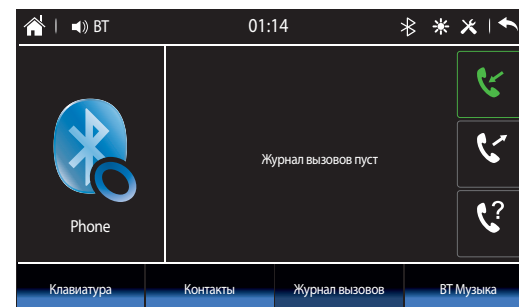 BT 01:14
Журнал вызовов пуст
Phone
?
Клавиатура Контакты Журнал вызовов BT Музыка